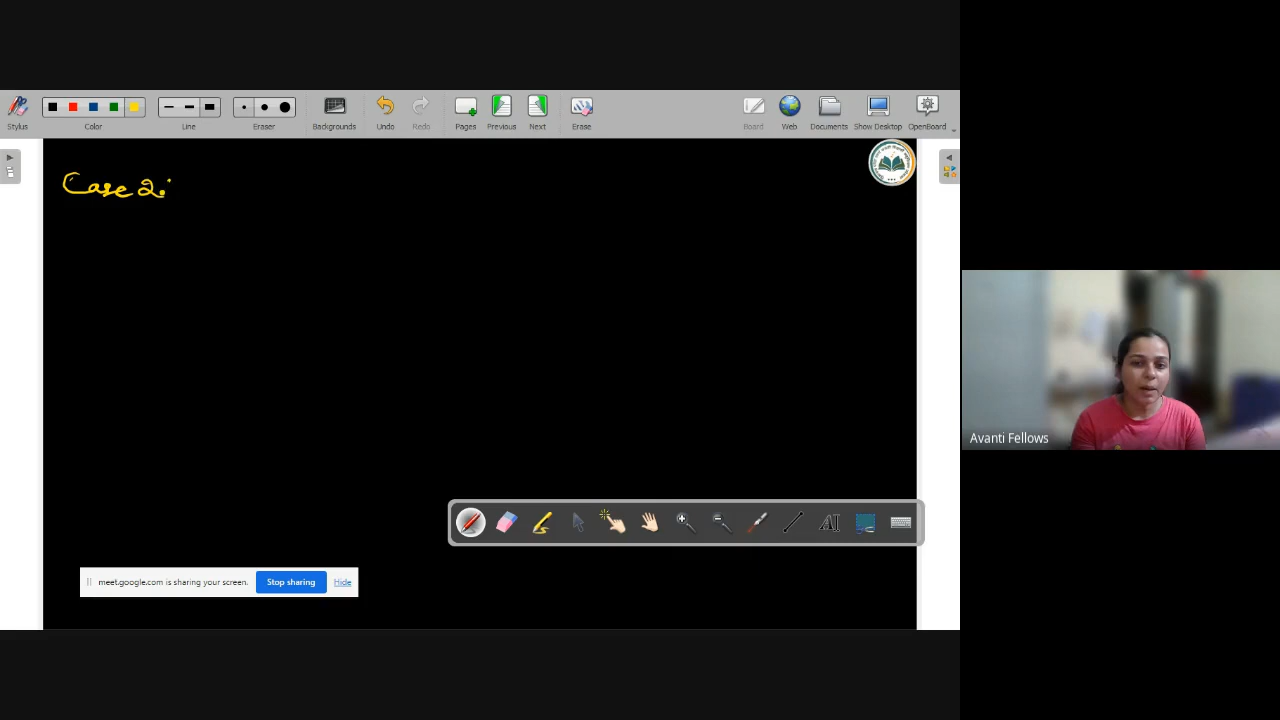 Stylus Color Line Eraser Backgrounds Undo Redo Pages Previous Next Erase Board Web Documents Show Desktop OpenBoard
Case 2:
Avanti Fellows
AI
meet.google.com is sharing your screen. Stop sharing Hide